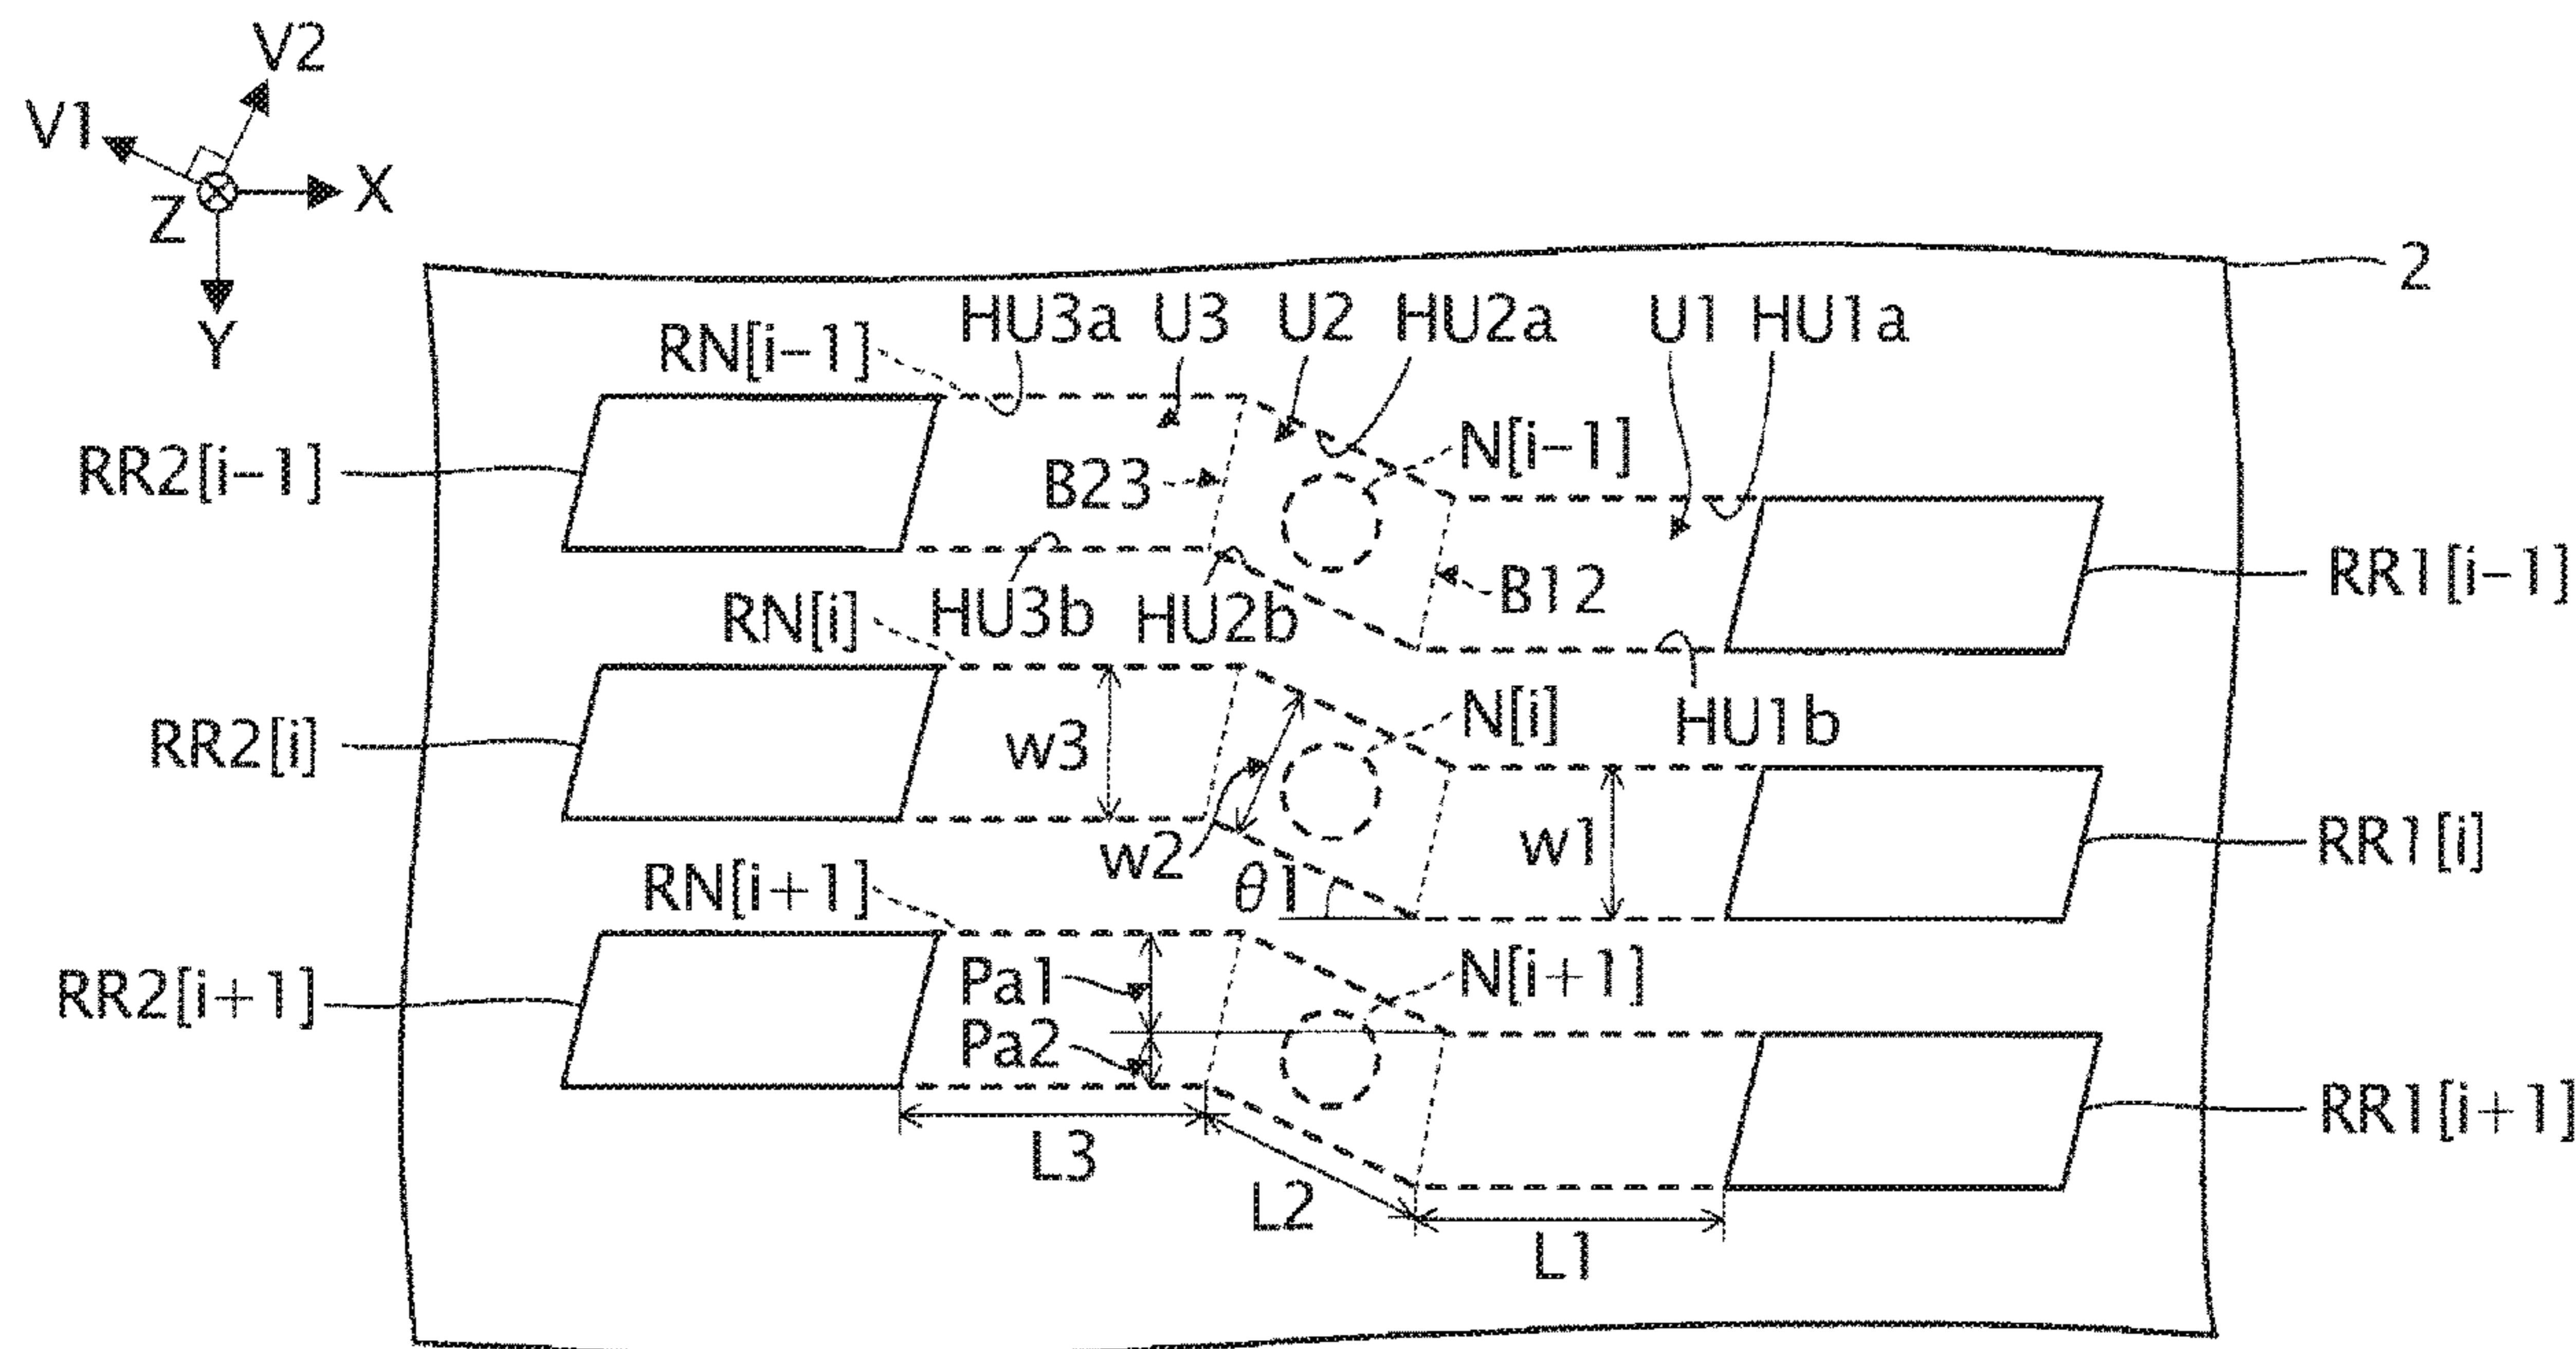 V2
V1
X
Z
Y
2
HU3a U3 U2 HU2a U1 HU1a
RN[i-1]
N[i-1]
RR2[i-1]
B23
RR1[i-1]
B12
RN[i] HU3b HU2b
N[i] HU1b
RR2[i]
w3
w2
w1
RR1[i]
θ1
RN[i+1]
Pa1
N[i+1]
RR2[i+1]
Pa2
RR1[i+1]
L3
L2
L1